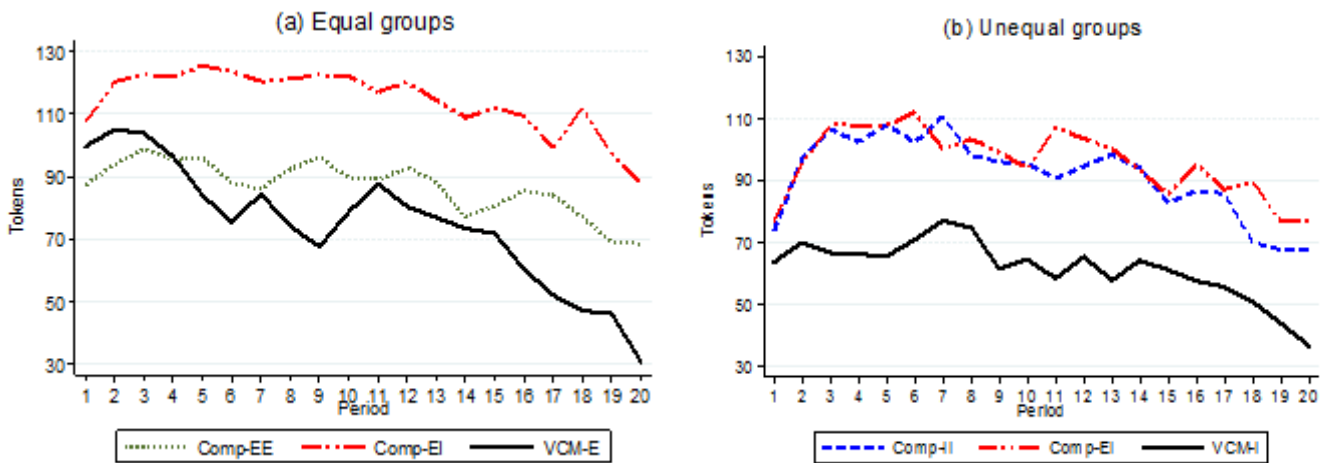 (a) Equal groups
130
110
90
70
50
30
Tokens
1 2 3 4 5 6 7 8 9 10 11 12 13 14 15 16 17 18 19 20
Period
Comp-EE Comp-EI VCM-E
(b) Unequal groups
130
110
90
70
50
30
Tokens
1 2 3 4 5 6 7 8 9 10 11 12 13 14 15 16 17 18 19 20
Period
Comp-II Comp-EI VCM-I